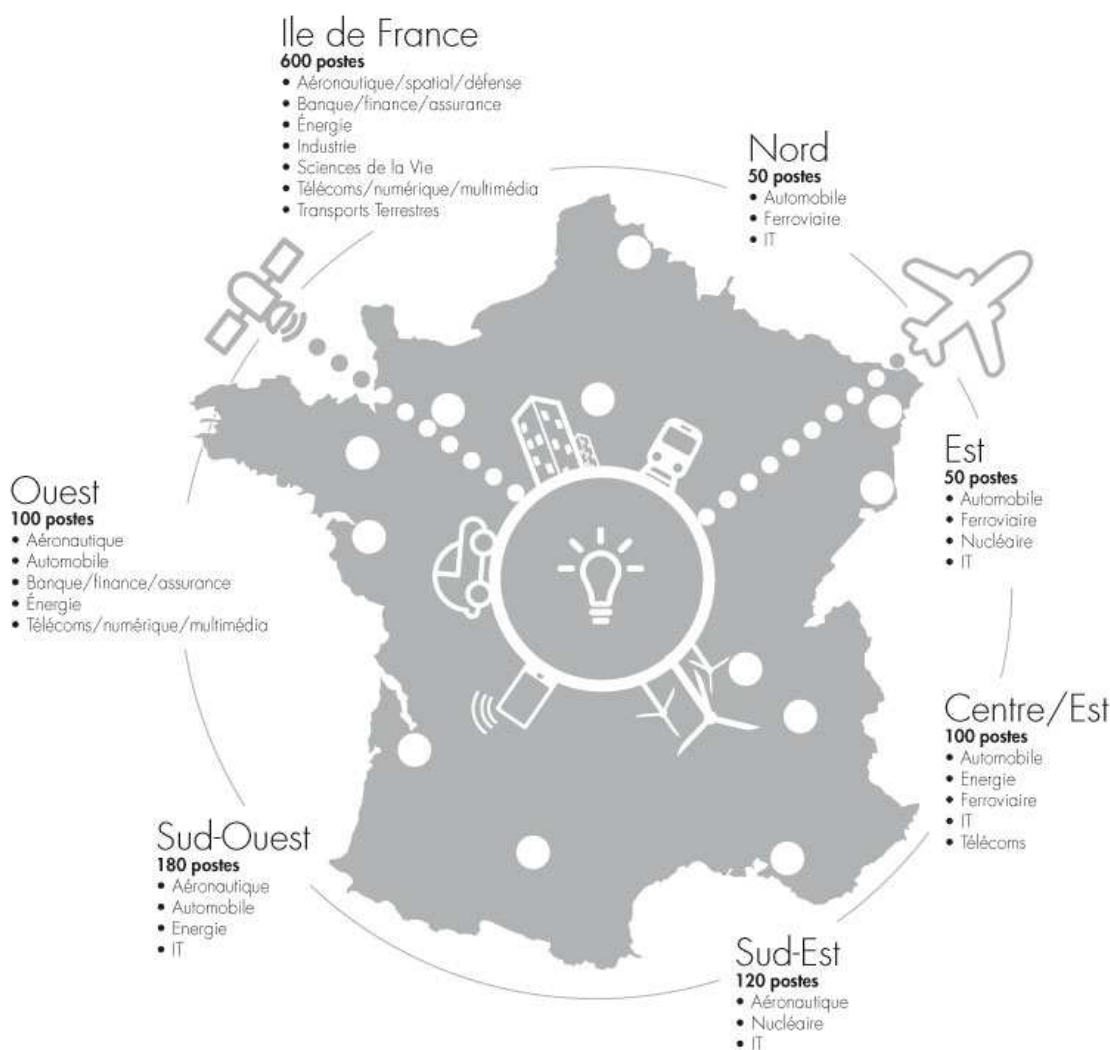 Ile de France
600 postes
• Aéronautique/spatial/défense
• Banque/finance/assurance
• Énergie
• Industrie
• Sciences de la Vie
• Télécoms/numérique/multimédia
• Transports Terrestres
Nord
50 postes
• Automobile
• Ferroviaire
• IT
Est
50 postes
• Automobile
• Ferroviaire
• Nucléaire
• IT
Ouest
100 postes
• Aéronautique
• Automobile
• Banque/finance/assurance
• Énergie
• Télécoms/numérique/multimédia
Centre/Est
100 postes
• Automobile
• Energie
• Ferroviaire
• IT
• Télécoms
Sud-Ouest
180 postes
• Aéronautique
• Automobile
• Energie
• IT
Sud-Est
120 postes
• Aéronautique
• Nucléaire
• IT